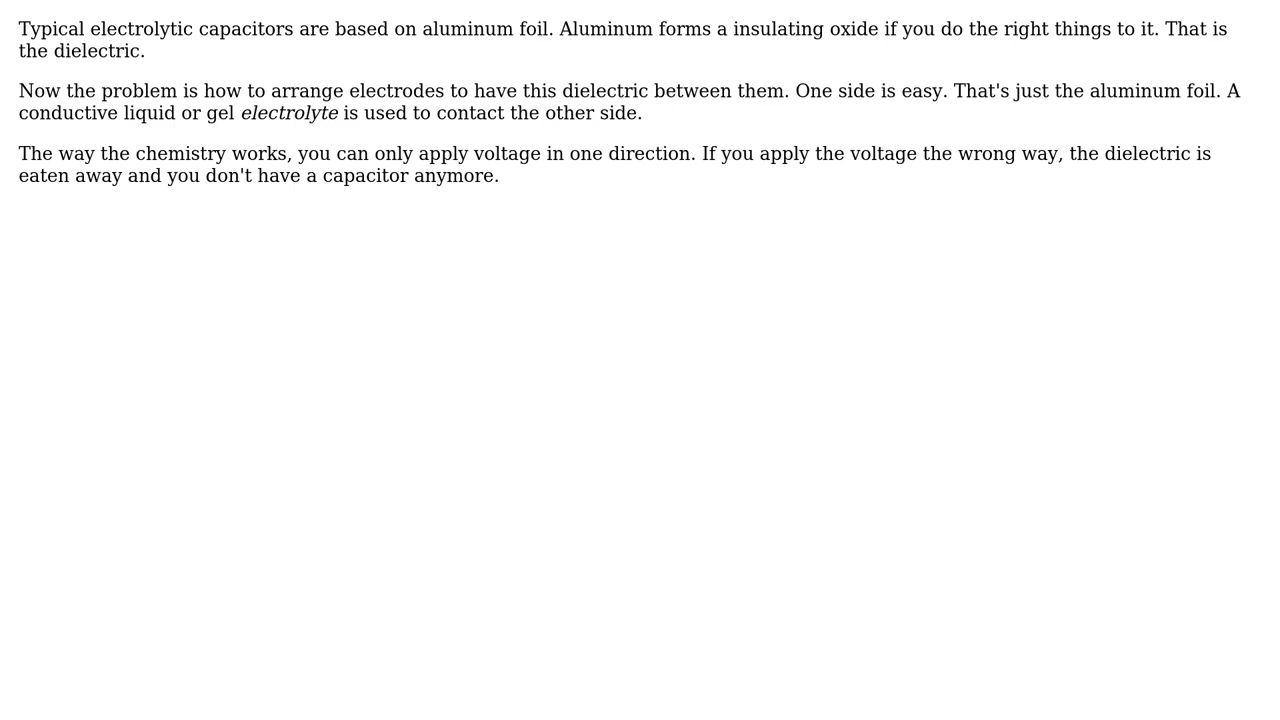 Typical electrolytic capacitors are based on aluminum foil. Aluminum forms a insulating oxide if you do the right things to it. That is
the dielectric.
Now the problem is how to arrange electrodes to have this dielectric between them. One side is easy. That's just the aluminum foil. A
conductive liquid or gel electrolyte is used to contact the other side.
The way the chemistry works, you can only apply voltage in one direction. If you apply the voltage the wrong way, the dielectric is
eaten away and you don't have a capacitor anymore.